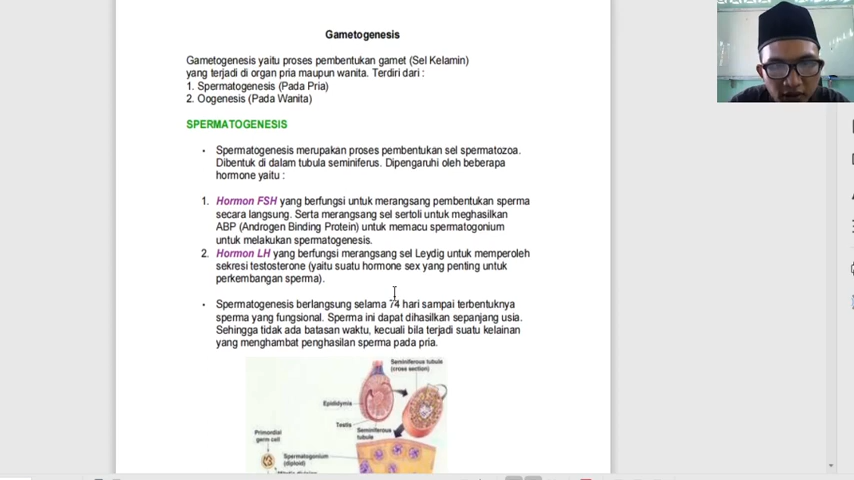 Gametogenesis
Gametogenesis yaitu proses pembentukan gamet (Sel Kelamin)
yang terjadi di organ pria maupun wanita. Terdiri dari :
1. Spermatogenesis (Pada Pria)
2. Oogenesis (Pada Wanita)
SPERMATOGENESIS
• Spermatogenesis merupakan proses pembentukan sel spermatozoa.
Dibentuk di dalam tubula seminiferus. Dipengaruhi oleh beberapa
hormone yaitu :
1. Hormon FSH yang berfungsi untuk merangsang pembentukan sperma
secara langsung. Serta merangsang sel sertoli untuk meghasilkan
ABP (Androgen Binding Protein) untuk memacu spermatogonium
untuk melakukan spermatogenesis.
2. Hormon LH yang berfungsi merangsang sel Leydig untuk memperoleh
sekresi testosterone (yaitu suatu hormone sex yang penting untuk
perkembangan sperma).
• Spermatogenesis berlangsung selama 74 hari sampai terbentuknya
sperma yang fungsional. Sperma ini dapat dihasilkan sepanjang usia.
Sehingga tidak ada batasan waktu, kecuali bila terjadi suatu kelainan
yang menghambat penghasilan sperma pada pria.
Seminiferous tubule
(cross section)
Epididymis
Testis
Seminiferous
tubule
Primordial
germ cell
Spermatogonium
(diploid)